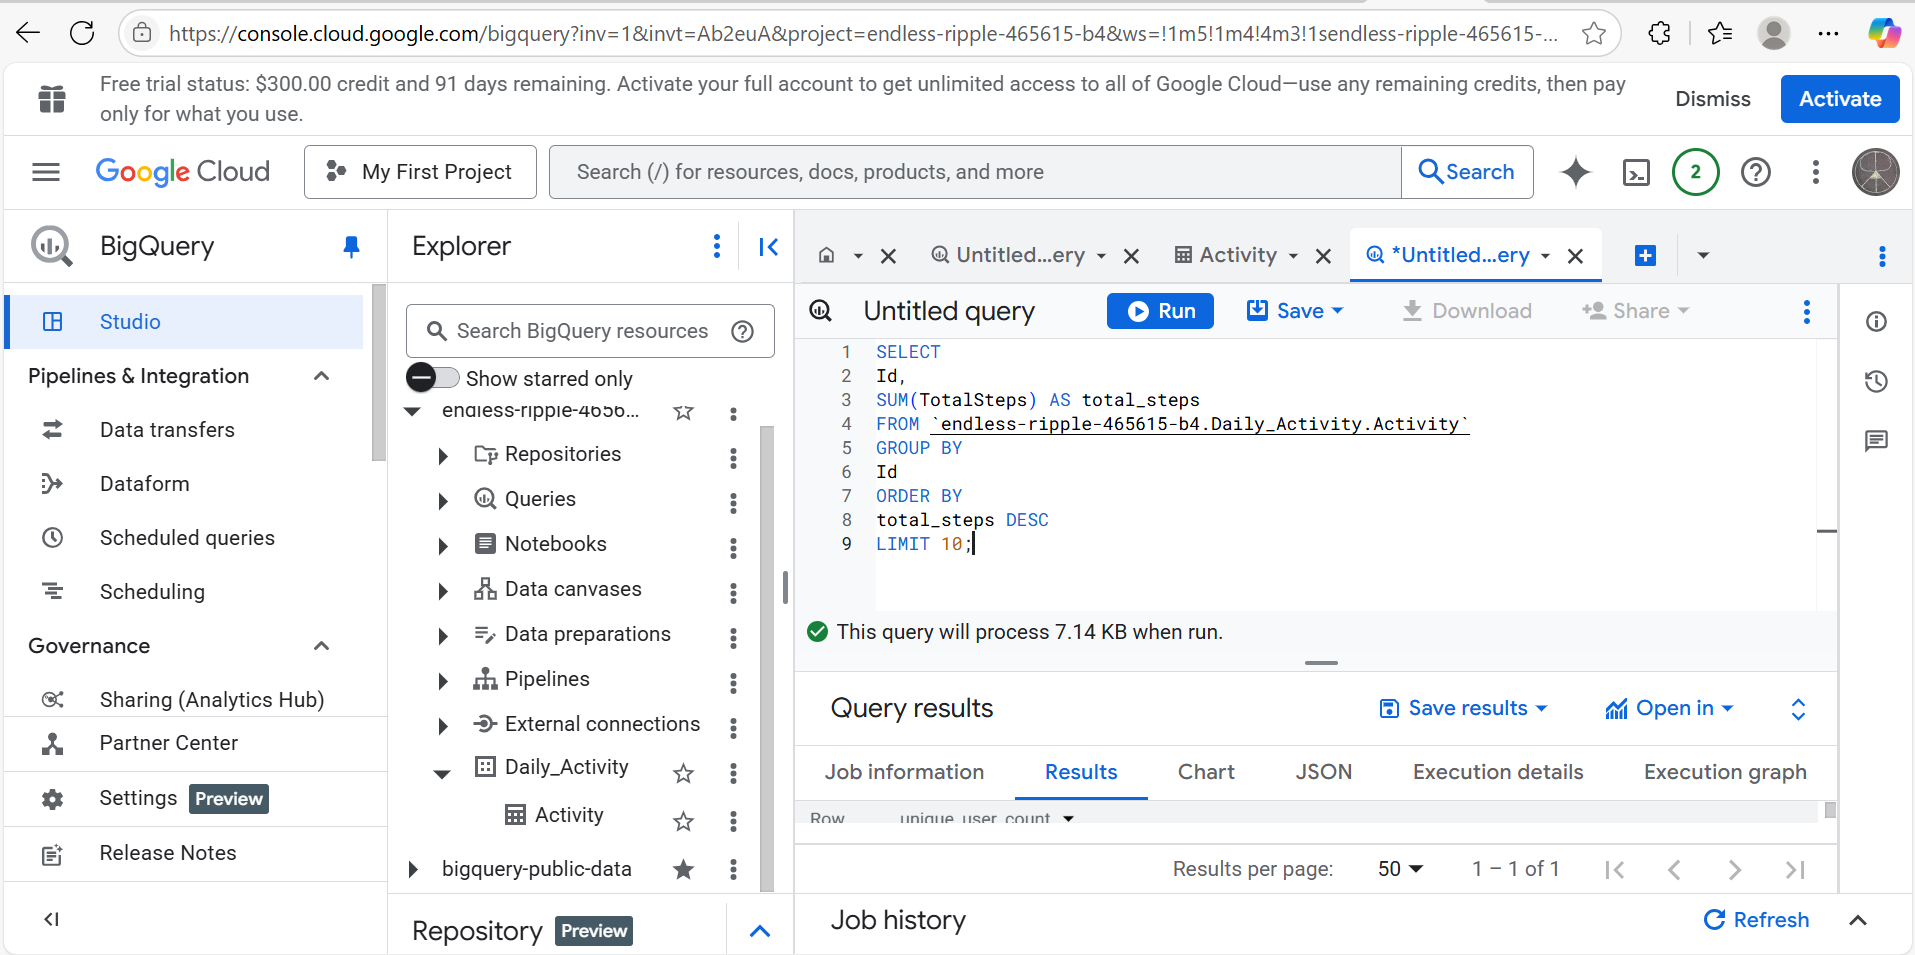 https://console.cloud.google.com/bigquery?inv=1&invt=Ab2euA&project=endless-ripple-465615-b4&ws=!1m5!1m4!4m3!1sendless-ripple-465615-...
Free trial status: $300.00 credit and 91 days remaining. Activate your full account to get unlimited access to all of Google Cloud—use any remaining credits, then pay
only for what you use.
Dismiss
Activate
Google Cloud
My First Project
Search (/) for resources, docs, products, and more
Search
2
BigQuery
Studio
Pipelines & Integration
Data transfers
Dataform
Scheduled queries
Scheduling
Governance
Sharing (Analytics Hub)
Partner Center
Settings Preview
Release Notes
Explorer
Search BigQuery resources
Show starred only
endless-ripple-4656...
Repositories
Queries
Notebooks
Data canvases
Data preparations
Pipelines
External connections
Daily_Activity
Activity
bigquery-public-data
Repository Preview
Untitled...ery
Activity
*Untitled...ery
Untitled query
Run
Save
Download
Share
1 SELECT
2 Id,
3 SUM(TotalSteps) AS total_steps
4 FROM `endless-ripple-465615-b4.Daily_Activity.Activity`
5 GROUP BY
6 Id
7 ORDER BY
8 total_steps DESC
9 LIMIT 10;
This query will process 7.14 KB when run.
Query results
Save results
Open in
Job information
Results
Chart
JSON
Execution details
Execution graph
Row unique_user_count
Results per page: 50 1 – 1 of 1
Job history
Refresh